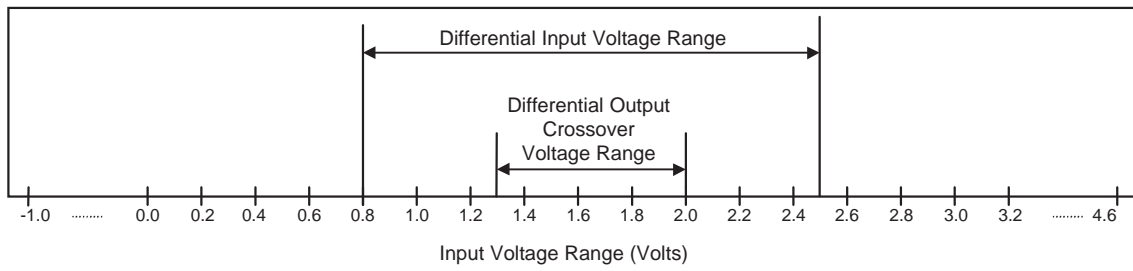 Differential Input Voltage Range
Differential Output
Crossover
Voltage Range
-1.0 ......... 0.0 0.2 0.4 0.6 0.8 1.0 1.2 1.4 1.6 1.8 2.0 2.2 2.4 2.6 2.8 3.0 3.2 ......... 4.6
Input Voltage Range (Volts)